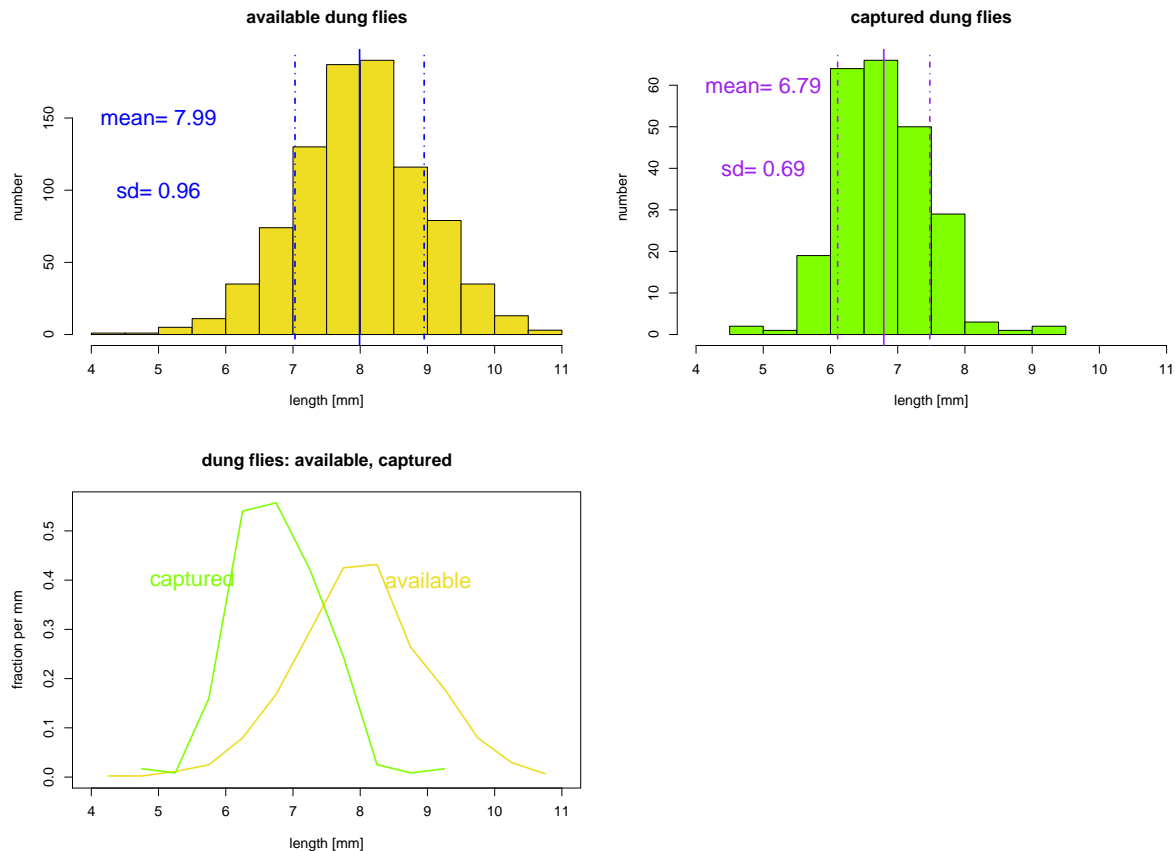 available dung flies
number
0
50
100
150
mean= 7.99
sd= 0.96
4 5 6 7 8 9 10 11
length [mm]
captured dung flies
number
0
10
20
30
40
50
60
mean= 6.79
sd= 0.69
4 5 6 7 8 9 10 11
length [mm]
dung flies: available, captured
fraction per mm
0.0
0.1
0.2
0.3
0.4
0.5
captured
available
4 5 6 7 8 9 10 11
length [mm]